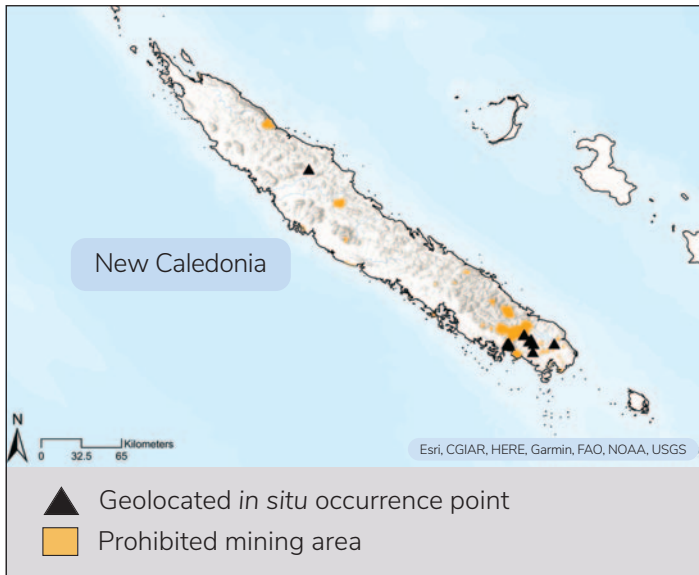 New Caledonia
N
Kilometers
0 32.5 65
Esri, CGIAR, HERE, Garmin, FAO, NOAA, USGS
Geolocated in situ occurrence point
Prohibited mining area